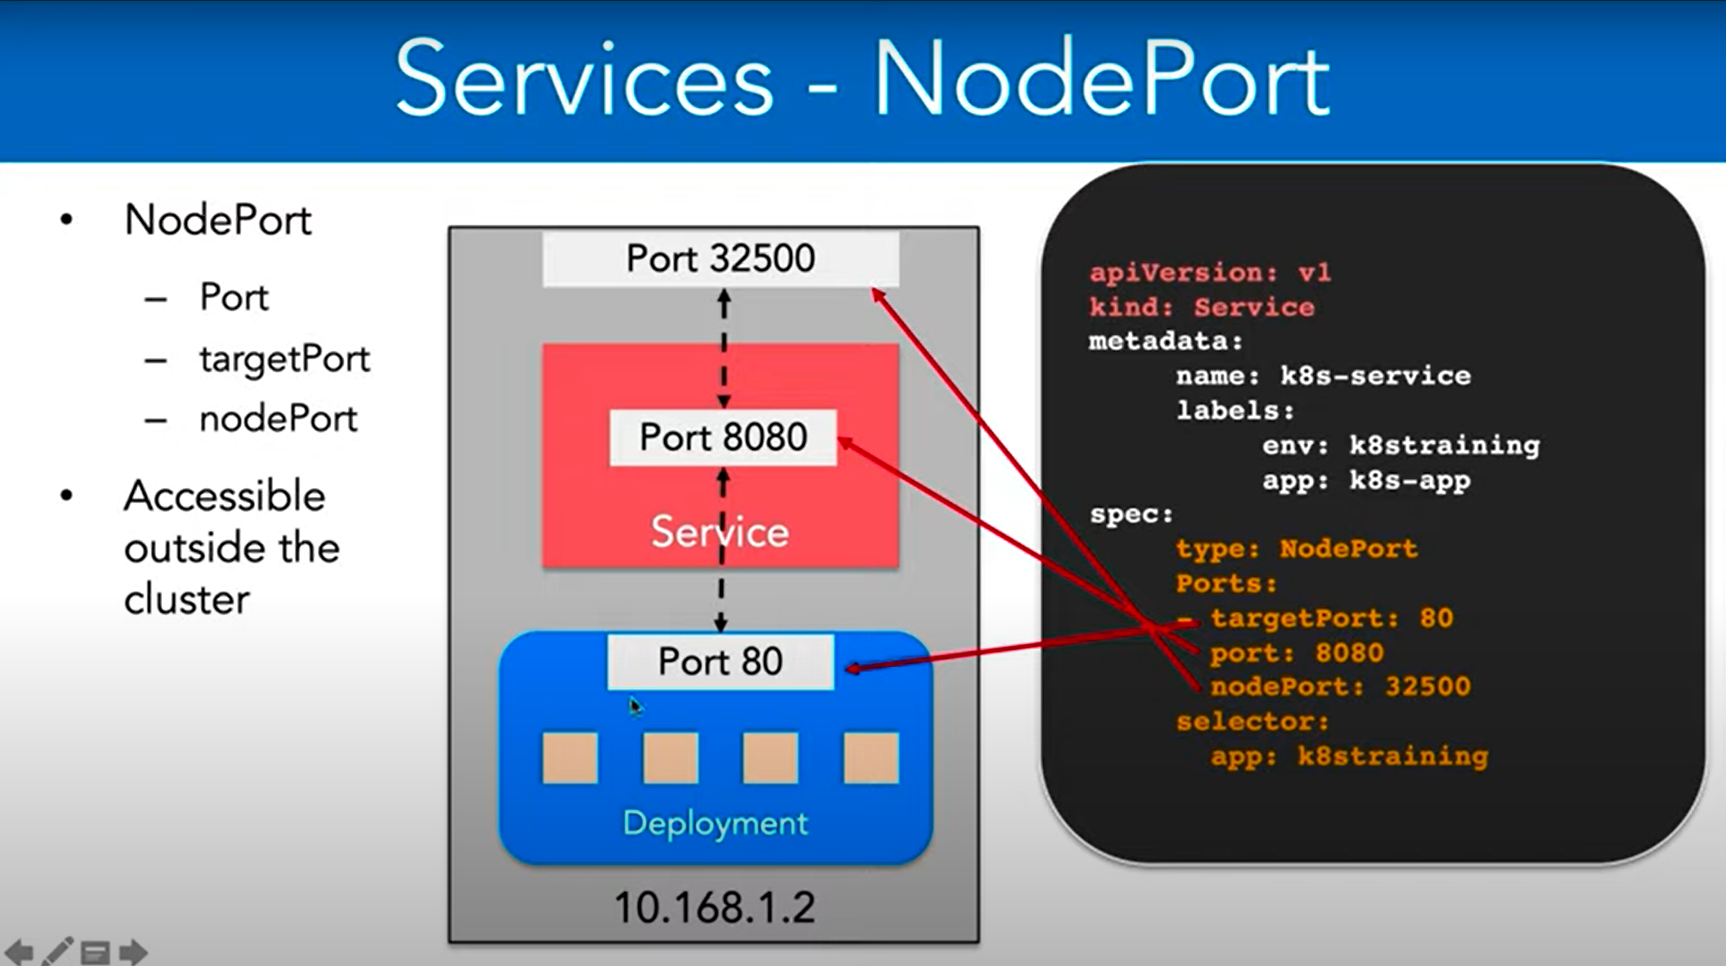 Services - NodePort
• NodePort
– Port
– targetPort
– nodePort
• Accessible
outside the
cluster
Port 32500
Port 8080
Service
Port 80
Deployment
10.168.1.2
apiVersion: v1
kind: Service
metadata:
name: k8s-service
labels:
env: k8straining
app: k8s-app
spec:
type: NodePort
Ports:
- targetPort: 80
port: 8080
nodePort: 32500
selector:
app: k8straining